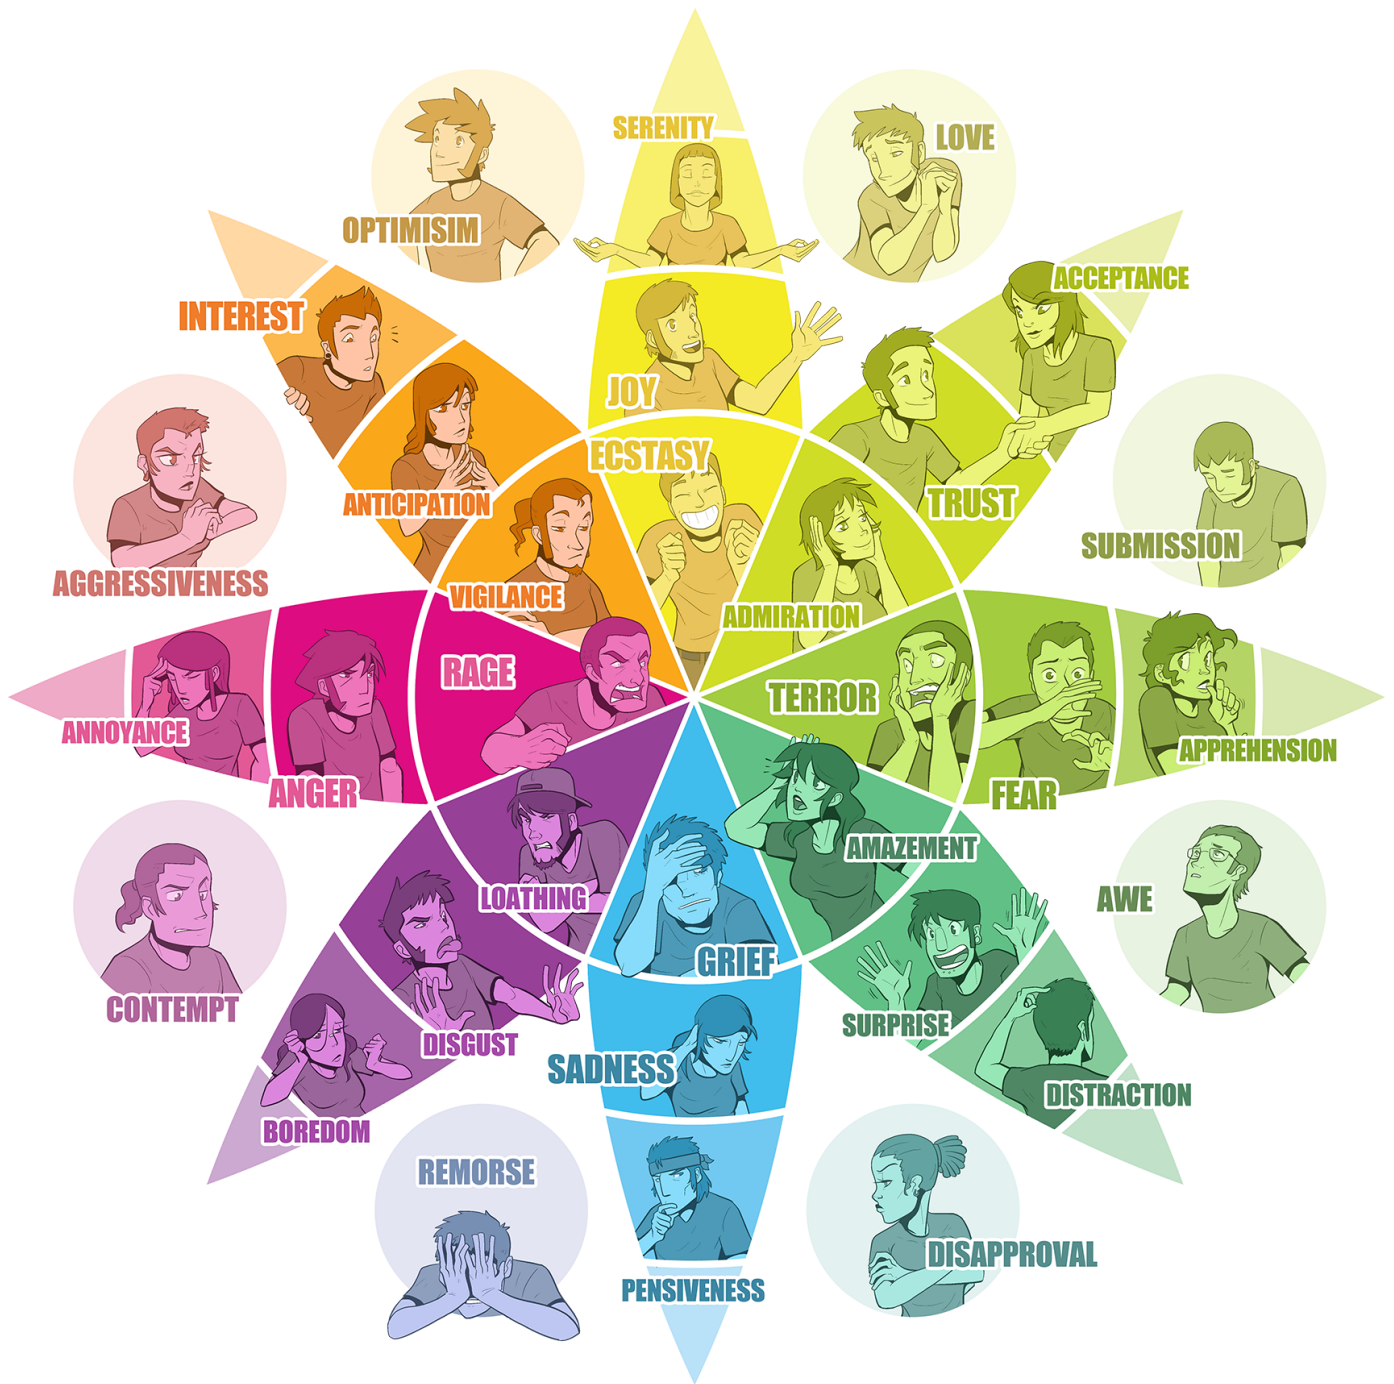 SERENITY
LOVE
OPTIMISIM
ACCEPTANCE
INTEREST
JOY
ECSTASY
ANTICIPATION
TRUST
SUBMISSION
AGGRESSIVENESS
VIGILANCE
ADMIRATION
RAGE
TERROR
ANNOYANCE
APPREHENSION
ANGER
FEAR
AMAZEMENT
LOATHING
AWE
GRIEF
CONTEMPT
SURPRISE
DISGUST
SADNESS
DISTRACTION
BOREDOM
REMORSE
DISAPPROVAL
PENSIVENESS